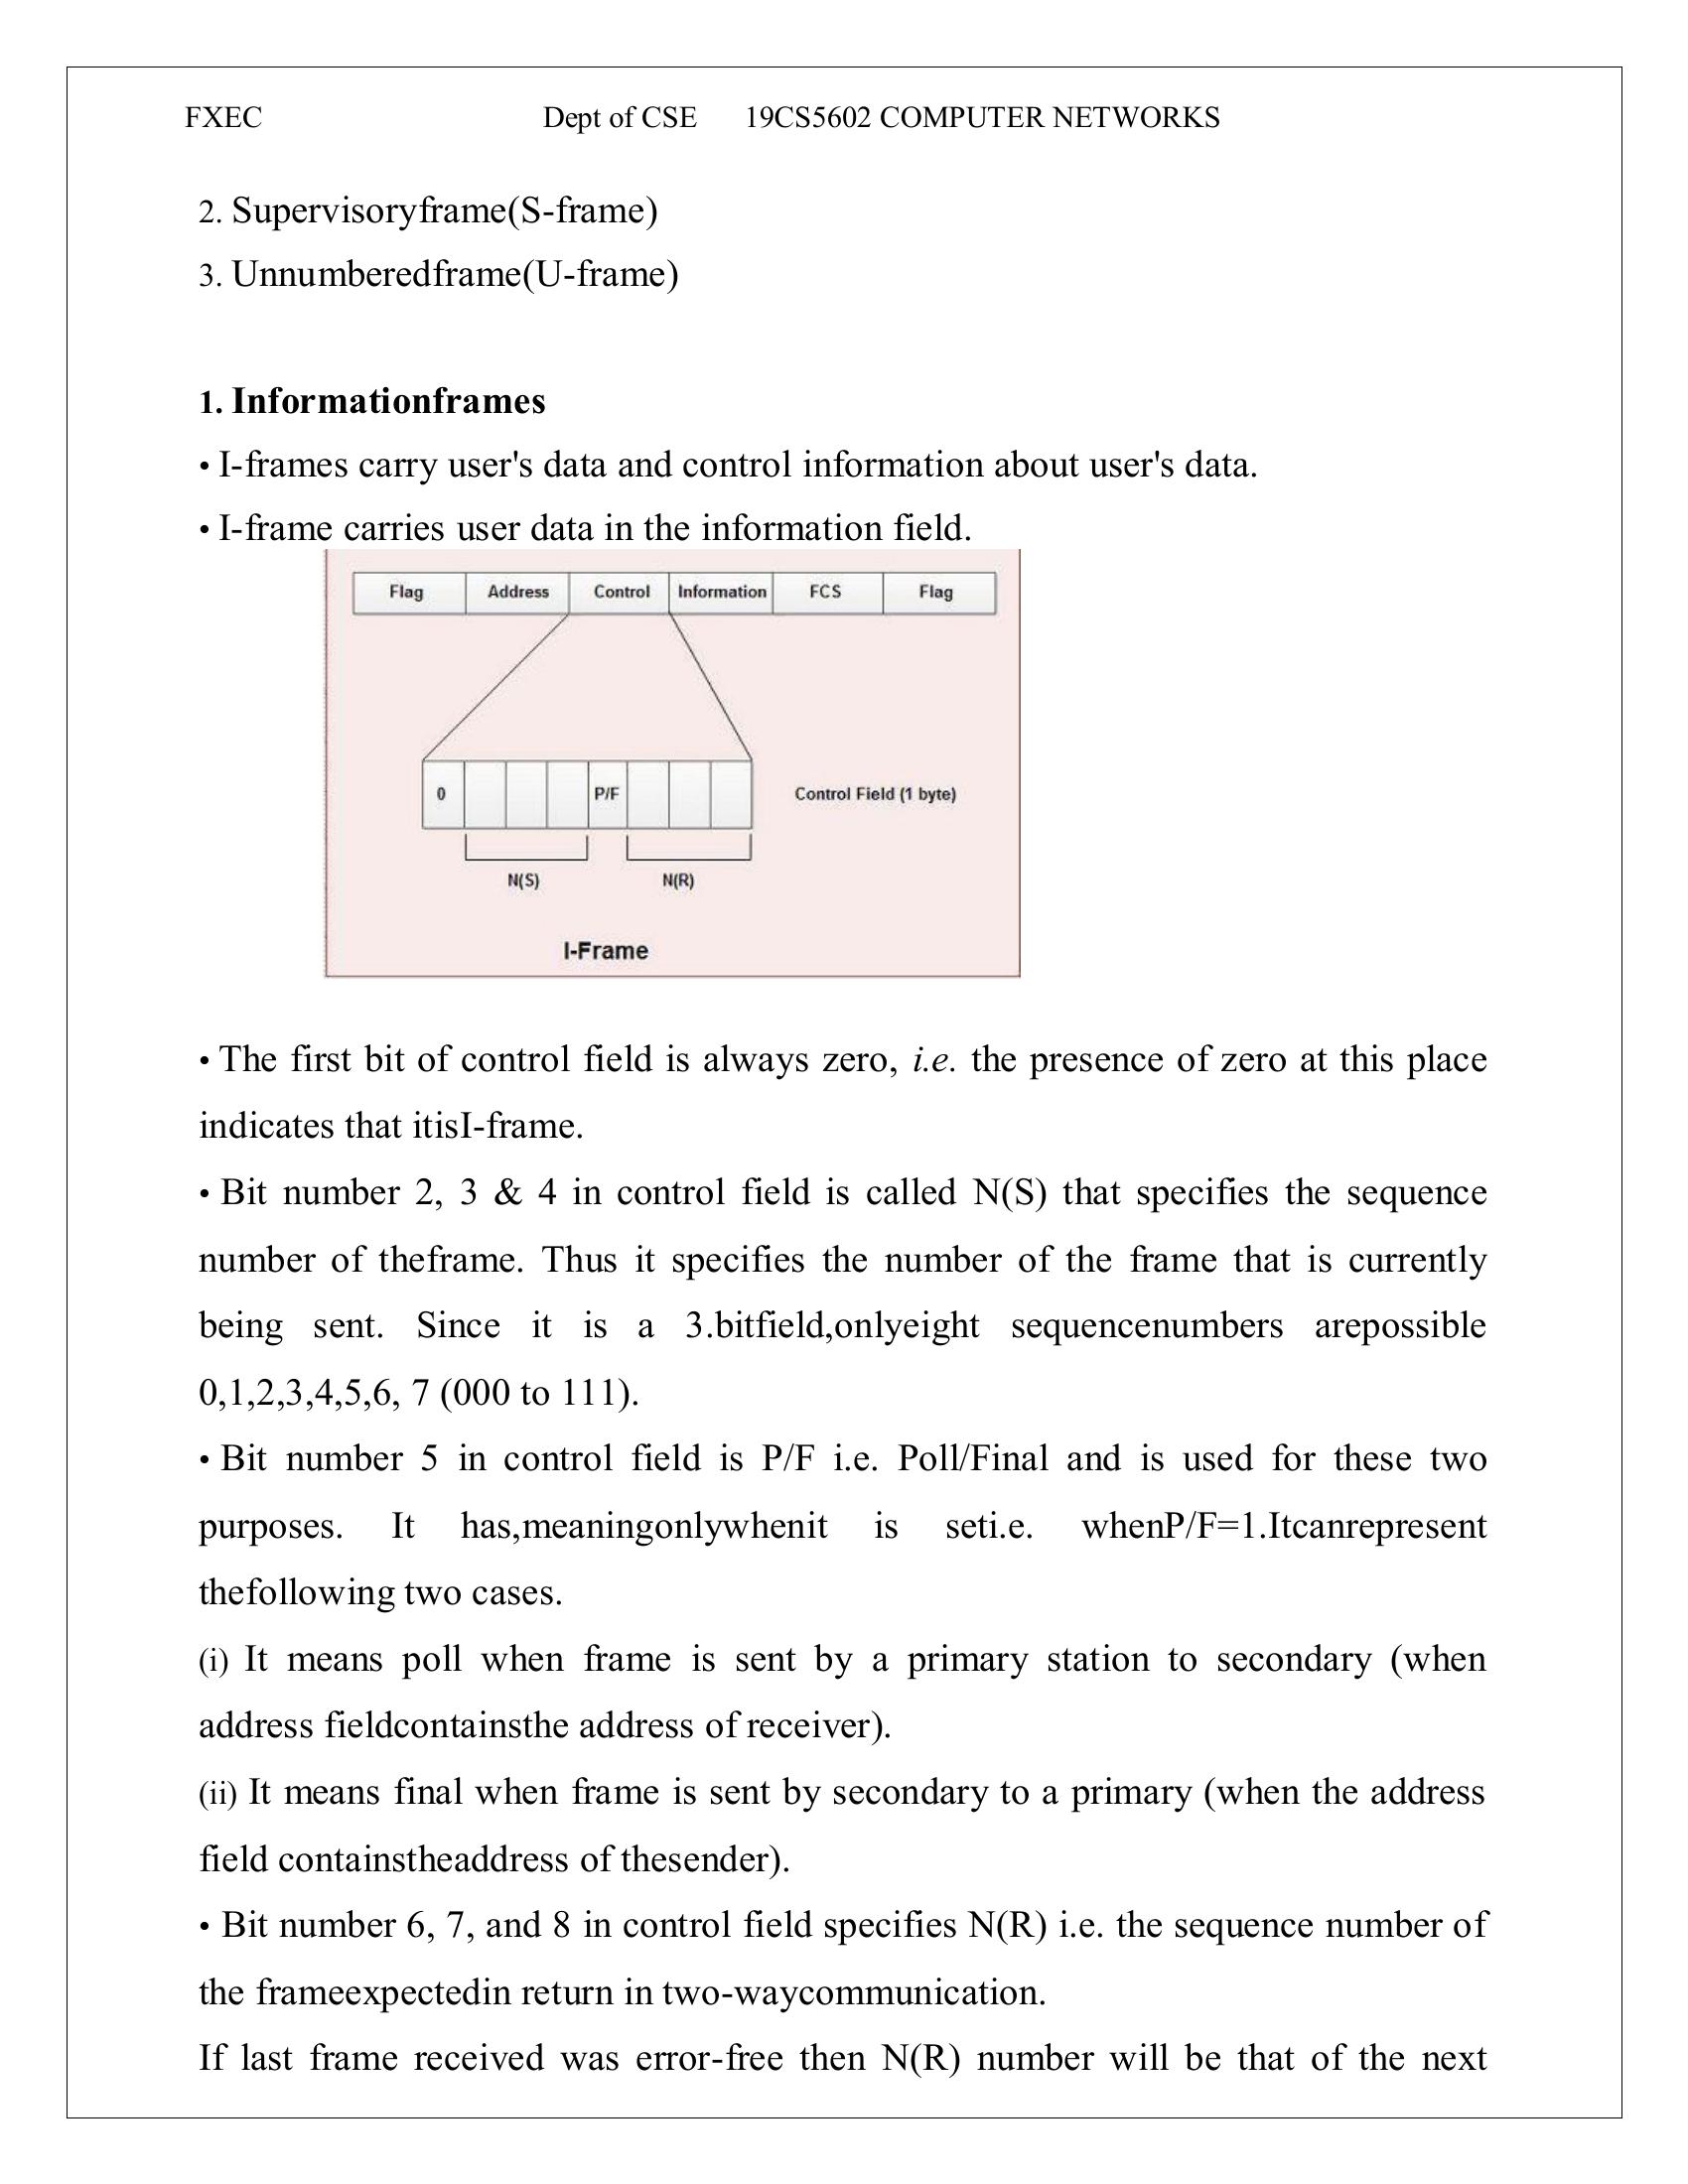 FXEC Dept of CSE 19CS5602 COMPUTER NETWORKS
2. Supervisoryframe(S-frame)
3. Unnumberedframe(U-frame)
1. Informationframes
• I-frames carry user's data and control information about user's data.
• I-frame carries user data in the information field.
Flag Address Control Information FCS Flag
0 P/F Control Field (1 byte)
N(S) N(R)
I-Frame
• The first bit of control field is always zero, i.e. the presence of zero at this place
indicates that itisI-frame.
• Bit number 2, 3 & 4 in control field is called N(S) that specifies the sequence
number of theframe. Thus it specifies the number of the frame that is currently
being sent. Since it is a 3.bitfield,onlyeight sequencenumbers arepossible
0,1,2,3,4,5,6, 7 (000 to 111).
• Bit number 5 in control field is P/F i.e. Poll/Final and is used for these two
purposes. It has,meaningonlywhenit is seti.e. whenP/F=1.Itcanrepresent
thefollowing two cases.
(i) It means poll when frame is sent by a primary station to secondary (when
address fieldcontainsthe address of receiver).
(ii) It means final when frame is sent by secondary to a primary (when the address
field containstheaddress of thesender).
• Bit number 6, 7, and 8 in control field specifies N(R) i.e. the sequence number of
the frameexpectedin return in two-waycommunication.
If last frame received was error-free then N(R) number will be that of the next